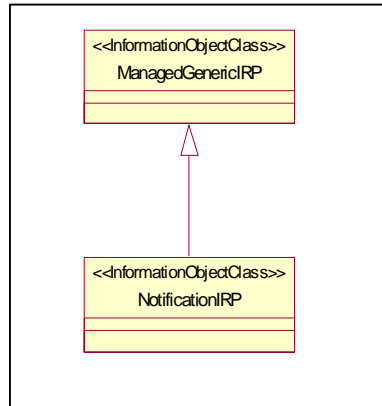 <<InformationObjectClass>>
ManagedGenericIRP
<<InformationObjectClass>>
NotificationIRP